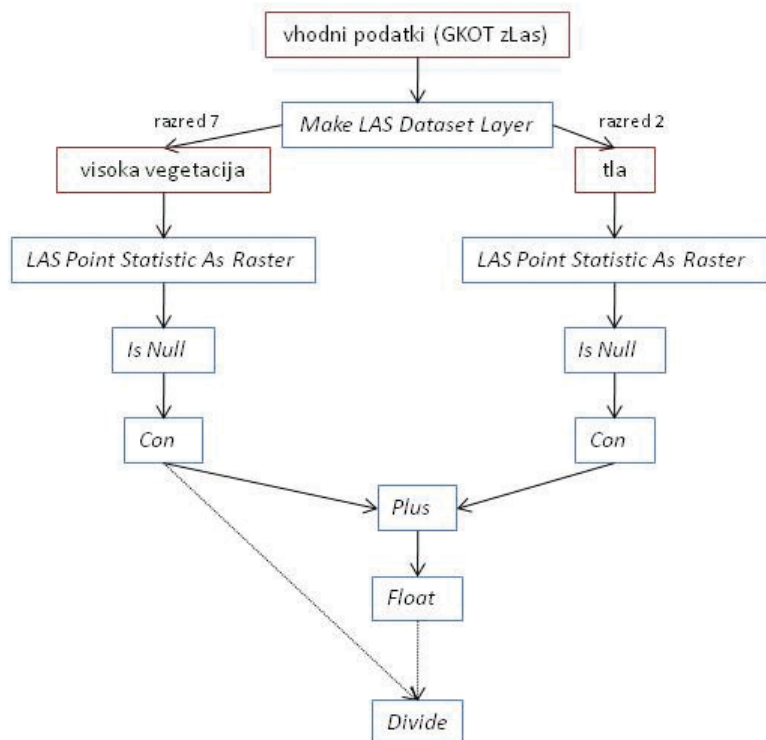 vhodni podatki (GKOT zLas)
razred 7
Make LAS Dataset Layer
razred 2
visoka vegetacija
tla
LAS Point Statistic As Raster
LAS Point Statistic As Raster
Is Null
Is Null
Con
Con
Plus
Float
Divide